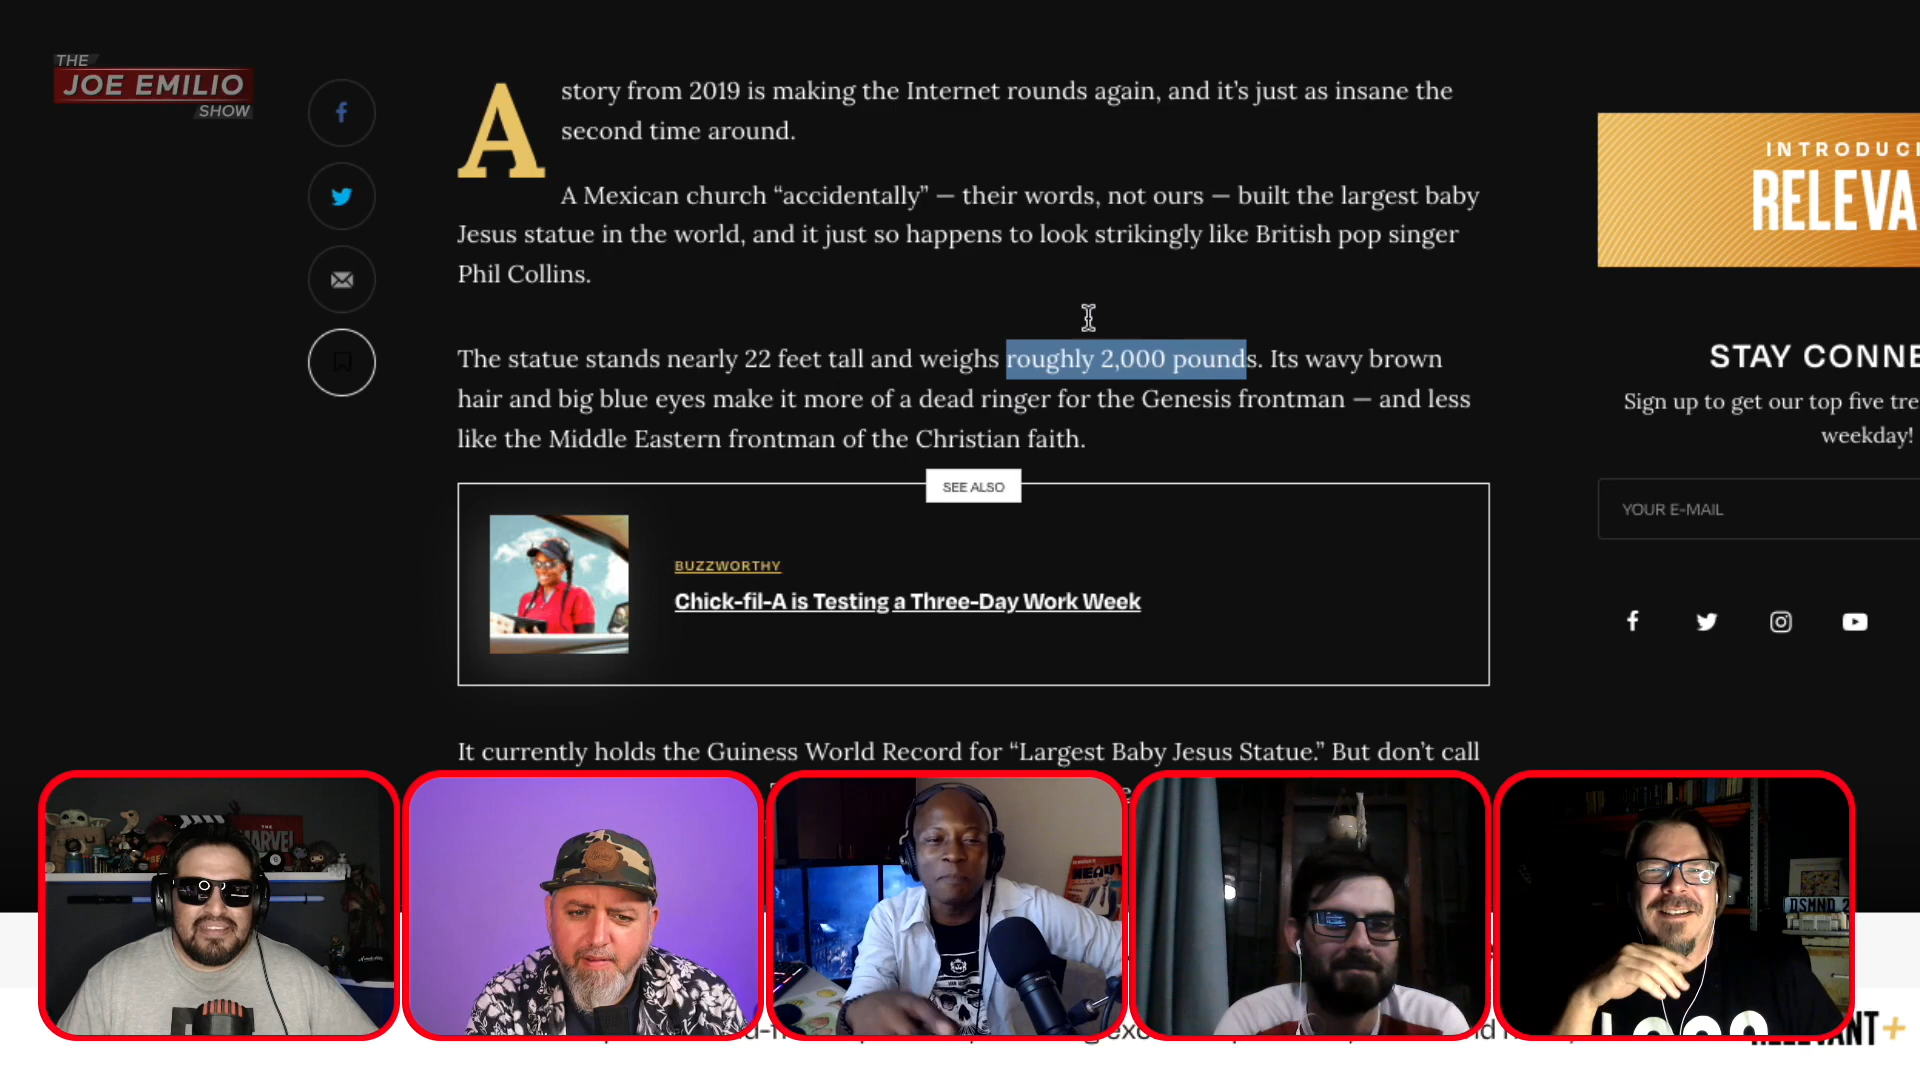 THE
JOE EMILIO
SHOW
A
story from 2019 is making the Internet rounds again, and it’s just as insane the
second time around.
A Mexican church “accidentally” — their words, not ours — built the largest baby
Jesus statue in the world, and it just so happens to look strikingly like British pop singer
Phil Collins.
The statue stands nearly 22 feet tall and weighs roughly 2,000 pounds. Its wavy brown
hair and big blue eyes make it more of a dead ringer for the Genesis frontman — and less
like the Middle Eastern frontman of the Christian faith.
SEE ALSO
BUZZWORTHY
Chick-fil-A is Testing a Three-Day Work Week
It currently holds the Guiness World Record for “Largest Baby Jesus Statue.” But don’t call
INTRODUCI
RELEVA
STAY CONNE
Sign up to get our top five tre
weekday!
YOUR E-MAIL
THE
MARVEL
HEAVY
DSMND 2
RELEVANT+